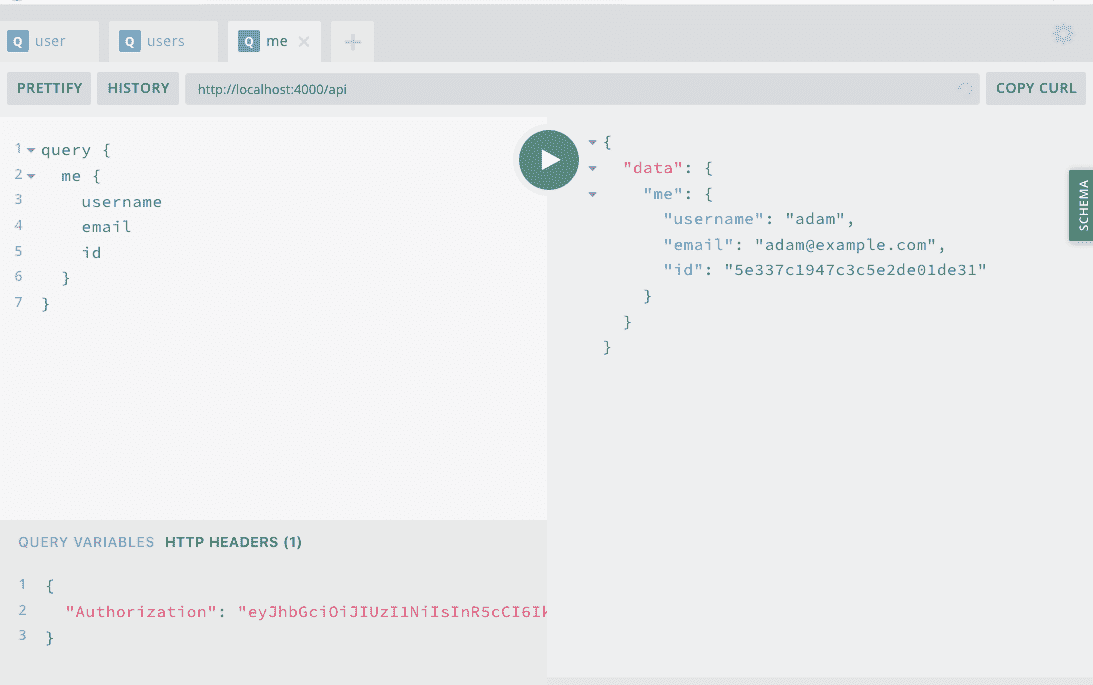 Q user Q users Q me
PRETTIFY HISTORY http://localhost:4000/api COPY CURL
1 query {
2 me {
3 username
4 email
5 id
6 }
7 }
{
"data": {
"me": {
"username": "adam",
"email": "adam@example.com",
"id": "5e337c1947c3c5e2de01de31"
}
}
}
SCHEMA
QUERY VARIABLES HTTP HEADERS (1)
1 {
2 "Authorization": "eyJhbGciOiJIUzI1NiIsInR5cCI6Ik
3 }